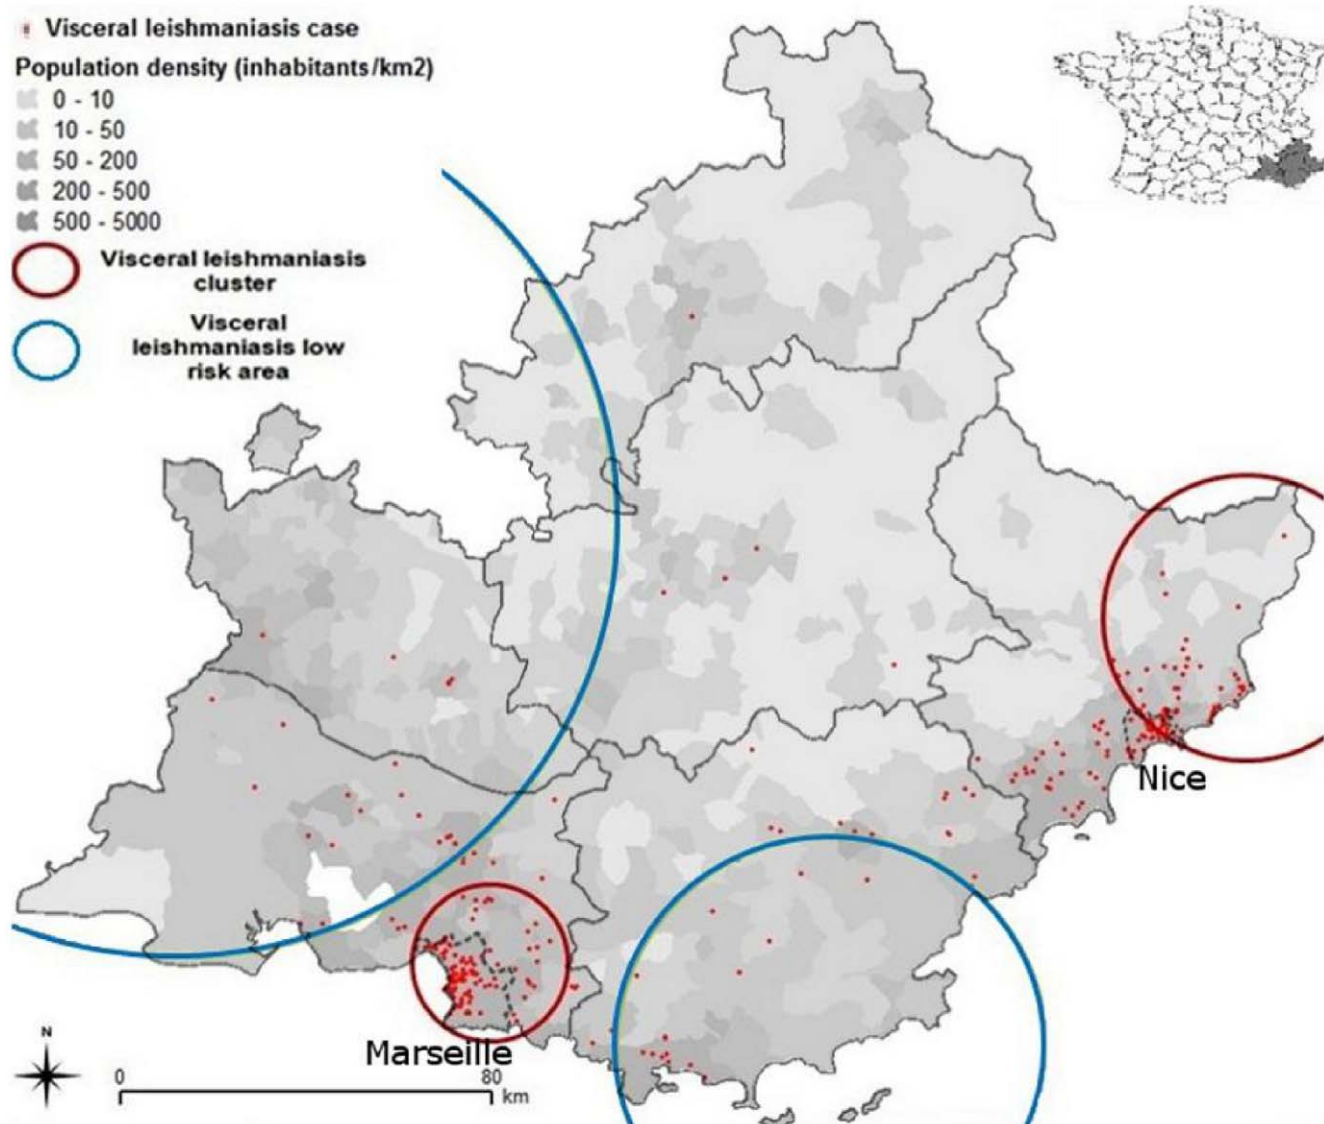 Visceral leishmaniasis case
Population density (inhabitants/km2)
0 - 10
10 - 50
50 - 200
200 - 500
500 - 5000
Visceral leishmaniasis
cluster
Visceral
leishmaniasis low
risk area
Nice
Marseille
N
0
80
km